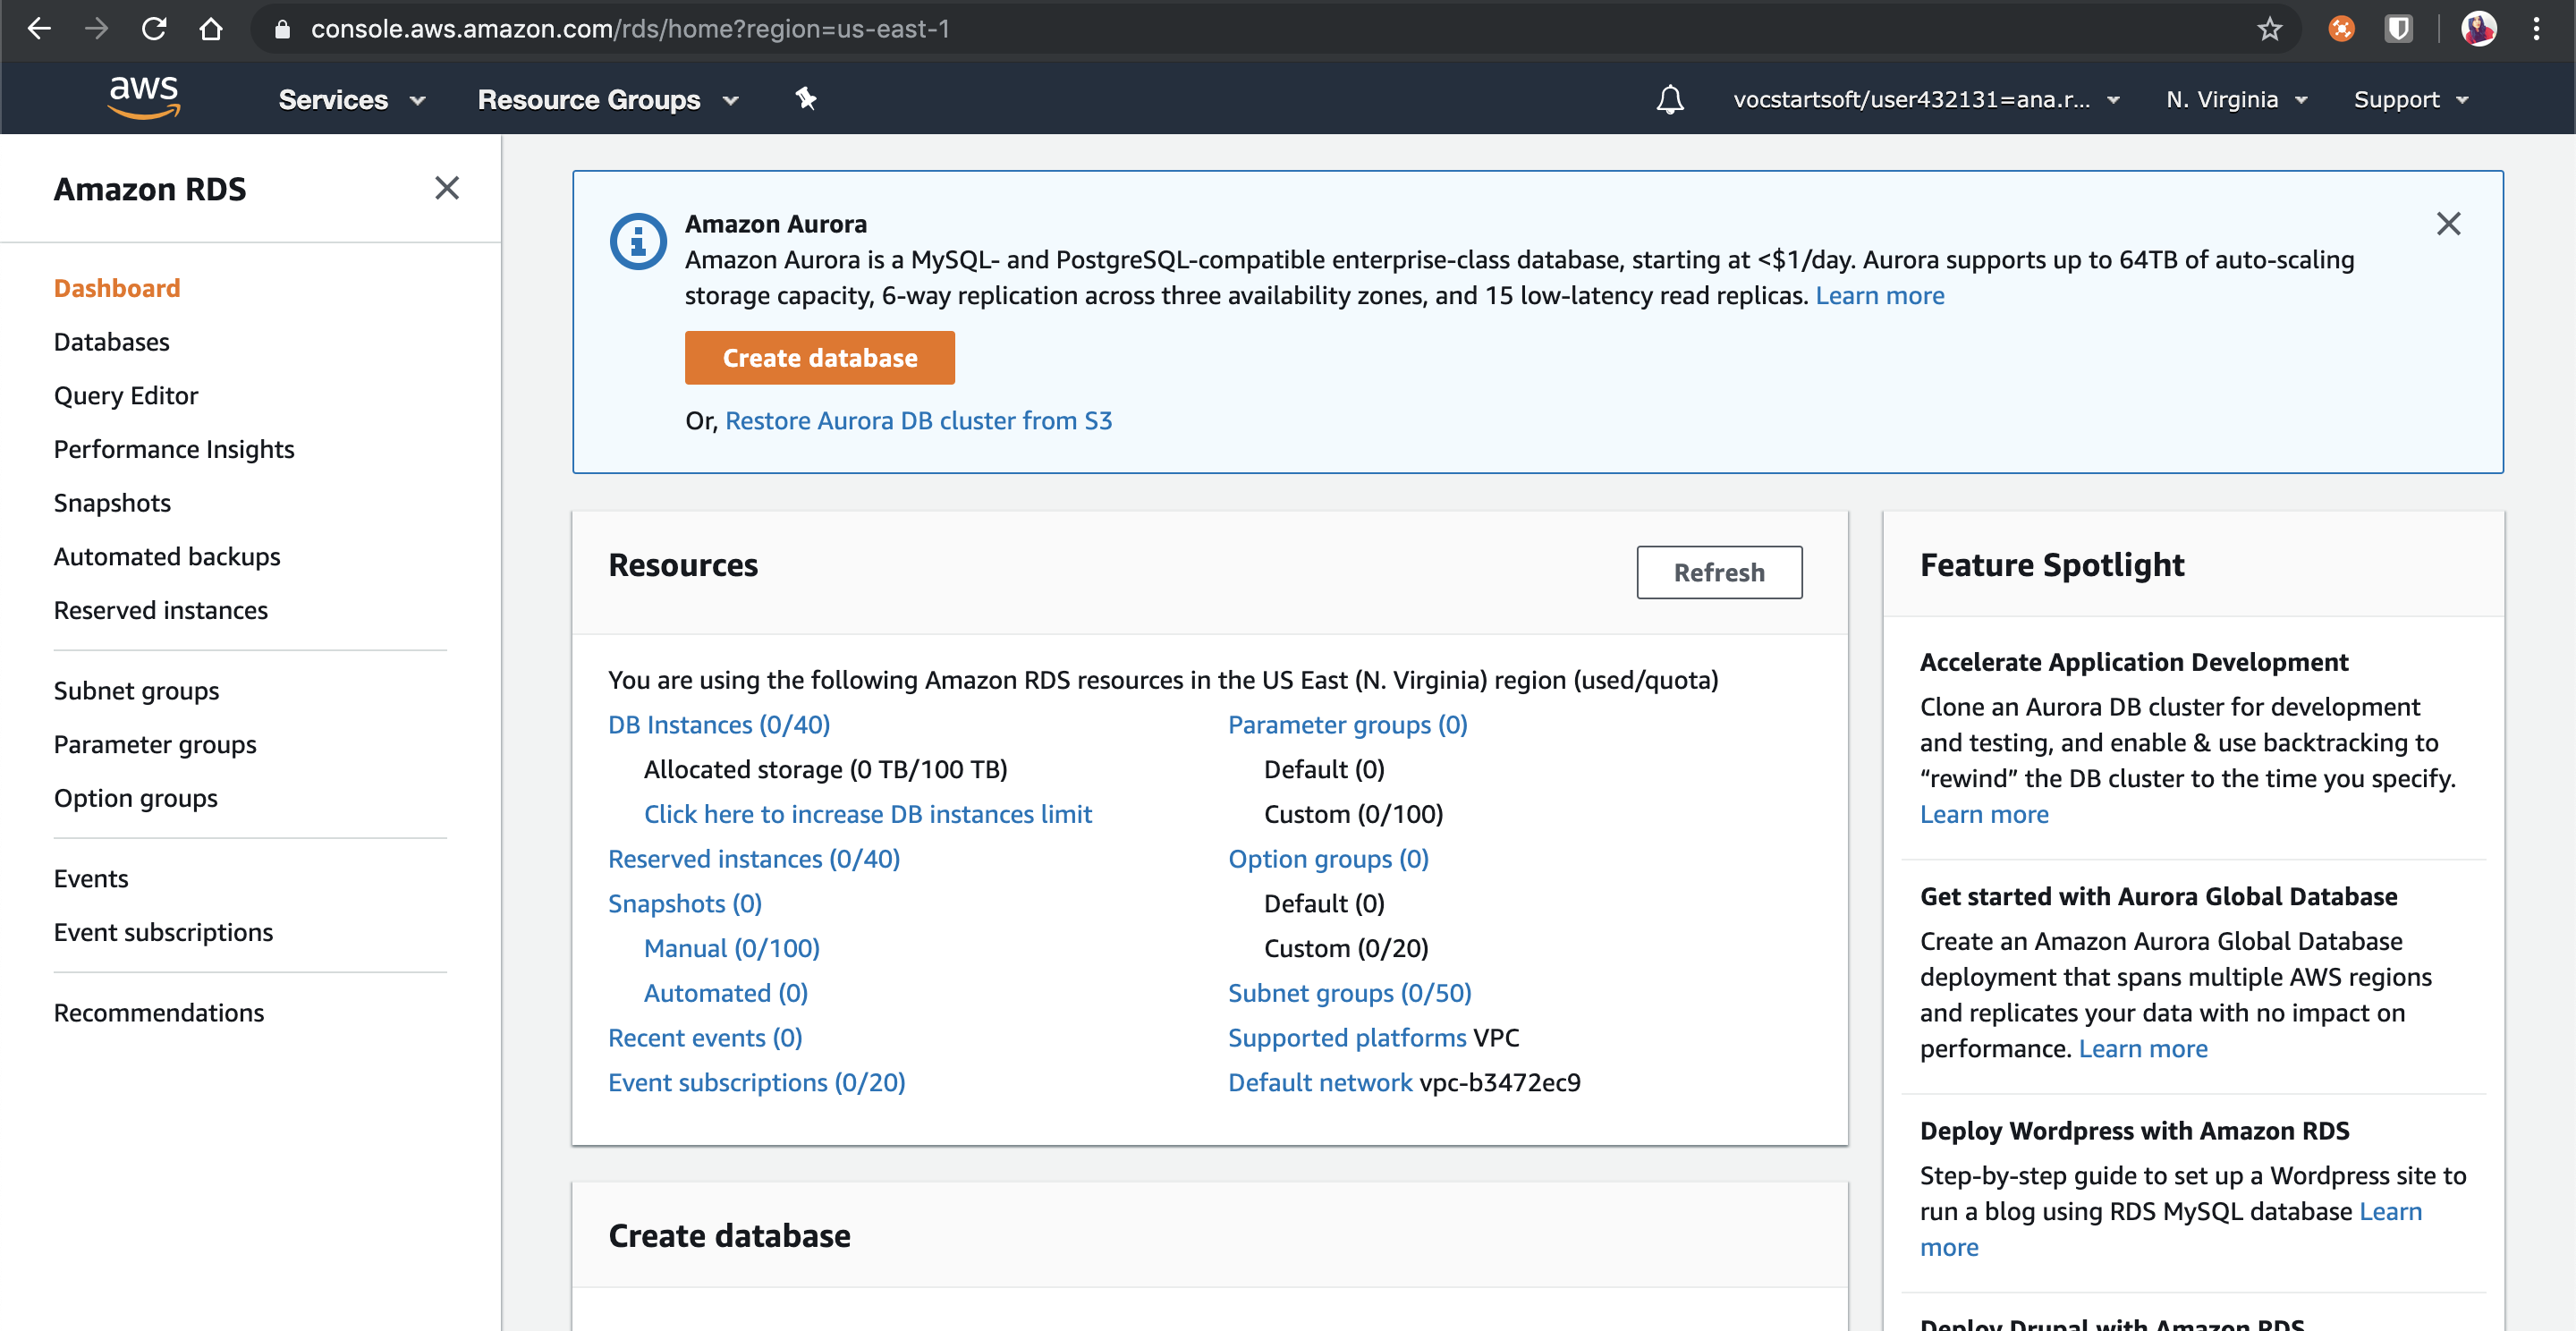 console.aws.amazon.com/rds/home?region=us-east-1
aws
Services
Resource Groups
vocstartsoft/user432131=ana.r...
N. Virginia
Support
Amazon RDS
Dashboard
Databases
Query Editor
Performance Insights
Snapshots
Automated backups
Reserved instances
Subnet groups
Parameter groups
Option groups
Events
Event subscriptions
Recommendations
Amazon Aurora
Amazon Aurora is a MySQL- and PostgreSQL-compatible enterprise-class database, starting at <$1/day. Aurora supports up to 64TB of auto-scaling
storage capacity, 6-way replication across three availability zones, and 15 low-latency read replicas. Learn more
Create database
Or, Restore Aurora DB cluster from S3
Resources
Refresh
You are using the following Amazon RDS resources in the US East (N. Virginia) region (used/quota)
DB Instances (0/40)
Allocated storage (0 TB/100 TB)
Click here to increase DB instances limit
Reserved instances (0/40)
Snapshots (0)
Manual (0/100)
Automated (0)
Recent events (0)
Event subscriptions (0/20)
Parameter groups (0)
Default (0)
Custom (0/100)
Option groups (0)
Default (0)
Custom (0/20)
Subnet groups (0/50)
Supported platforms VPC
Default network vpc-b3472ec9
Create database
Feature Spotlight
Accelerate Application Development
Clone an Aurora DB cluster for development
and testing, and enable & use backtracking to
“rewind” the DB cluster to the time you specify.
Learn more
Get started with Aurora Global Database
Create an Amazon Aurora Global Database
deployment that spans multiple AWS regions
and replicates your data with no impact on
performance. Learn more
Deploy Wordpress with Amazon RDS
Step-by-step guide to set up a Wordpress site to
run a blog using RDS MySQL database Learn
more
Deploy Drupal with Amazon RDS